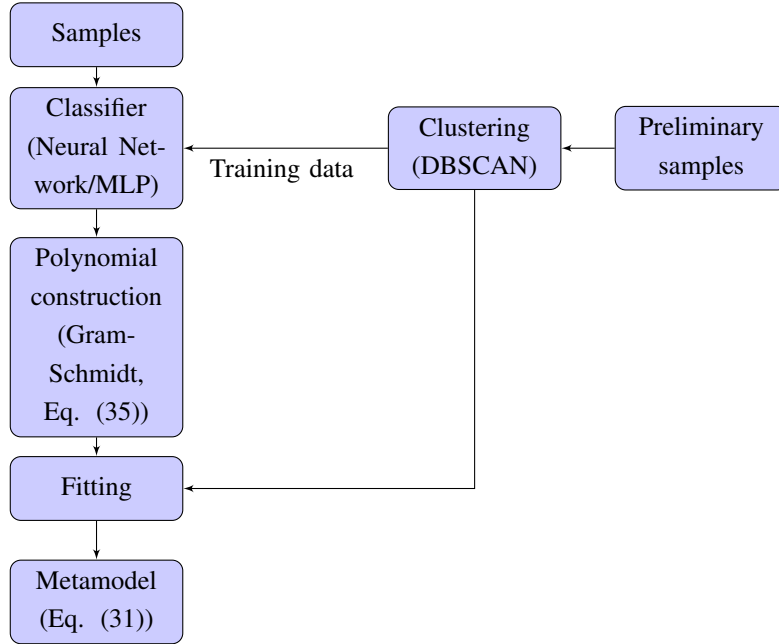 Samples
Classifier
(Neural Net-
work/MLP)
Training data
Clustering
(DBSCAN)
Preliminary
samples
Polynomial
construction
(Gram-
Schmidt,
Eq. (35))
Fitting
Metamodel
(Eq. (31))